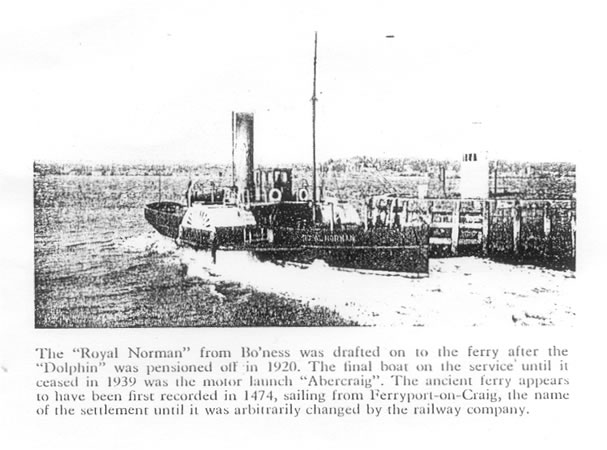 ROYAL NORMAN
The “Royal Norman” from Bo’ness was drafted on to the ferry after the
“Dolphin” was pensioned off in 1920. The final boat on the service until it
ceased in 1939 was the motor launch “Abercraig”. The ancient ferry appears
to have been first recorded in 1474, sailing from Ferryport-on-Craig, the name
of the settlement until it was arbitrarily changed by the railway company.